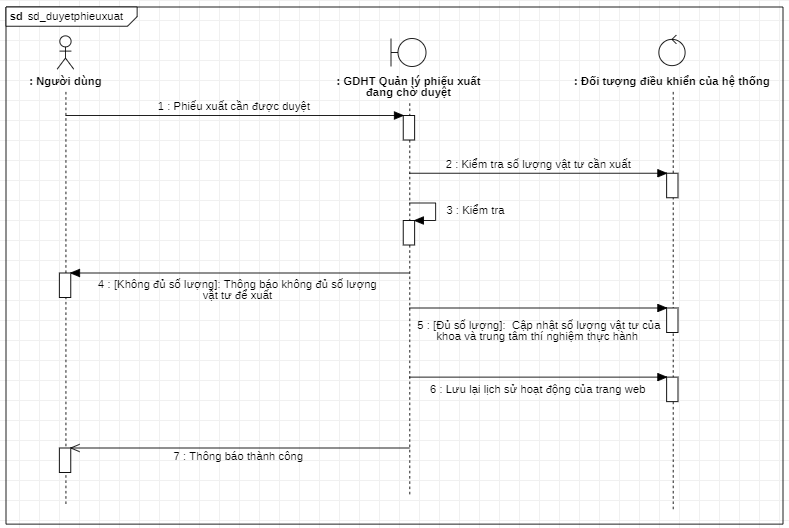 sd sd_duyetphieuxuat
: Người dùng
: GDHT Quản lý phiếu xuất
đang chờ duyệt
: Đối tượng điều khiển của hệ thống
1 : Phiếu xuất cần được duyệt
2 : Kiểm tra số lượng vật tư cần xuất
3 : Kiểm tra
4 : [Không đủ số lượng]: Thông báo không đủ số lượng
vật tư để xuất
5 : [Đủ số lượng]: Cập nhật số lượng vật tư của
khoa và trung tâm thí nghiệm thực hành
6 : Lưu lại lịch sử hoạt động của trang web
7 : Thông báo thành công